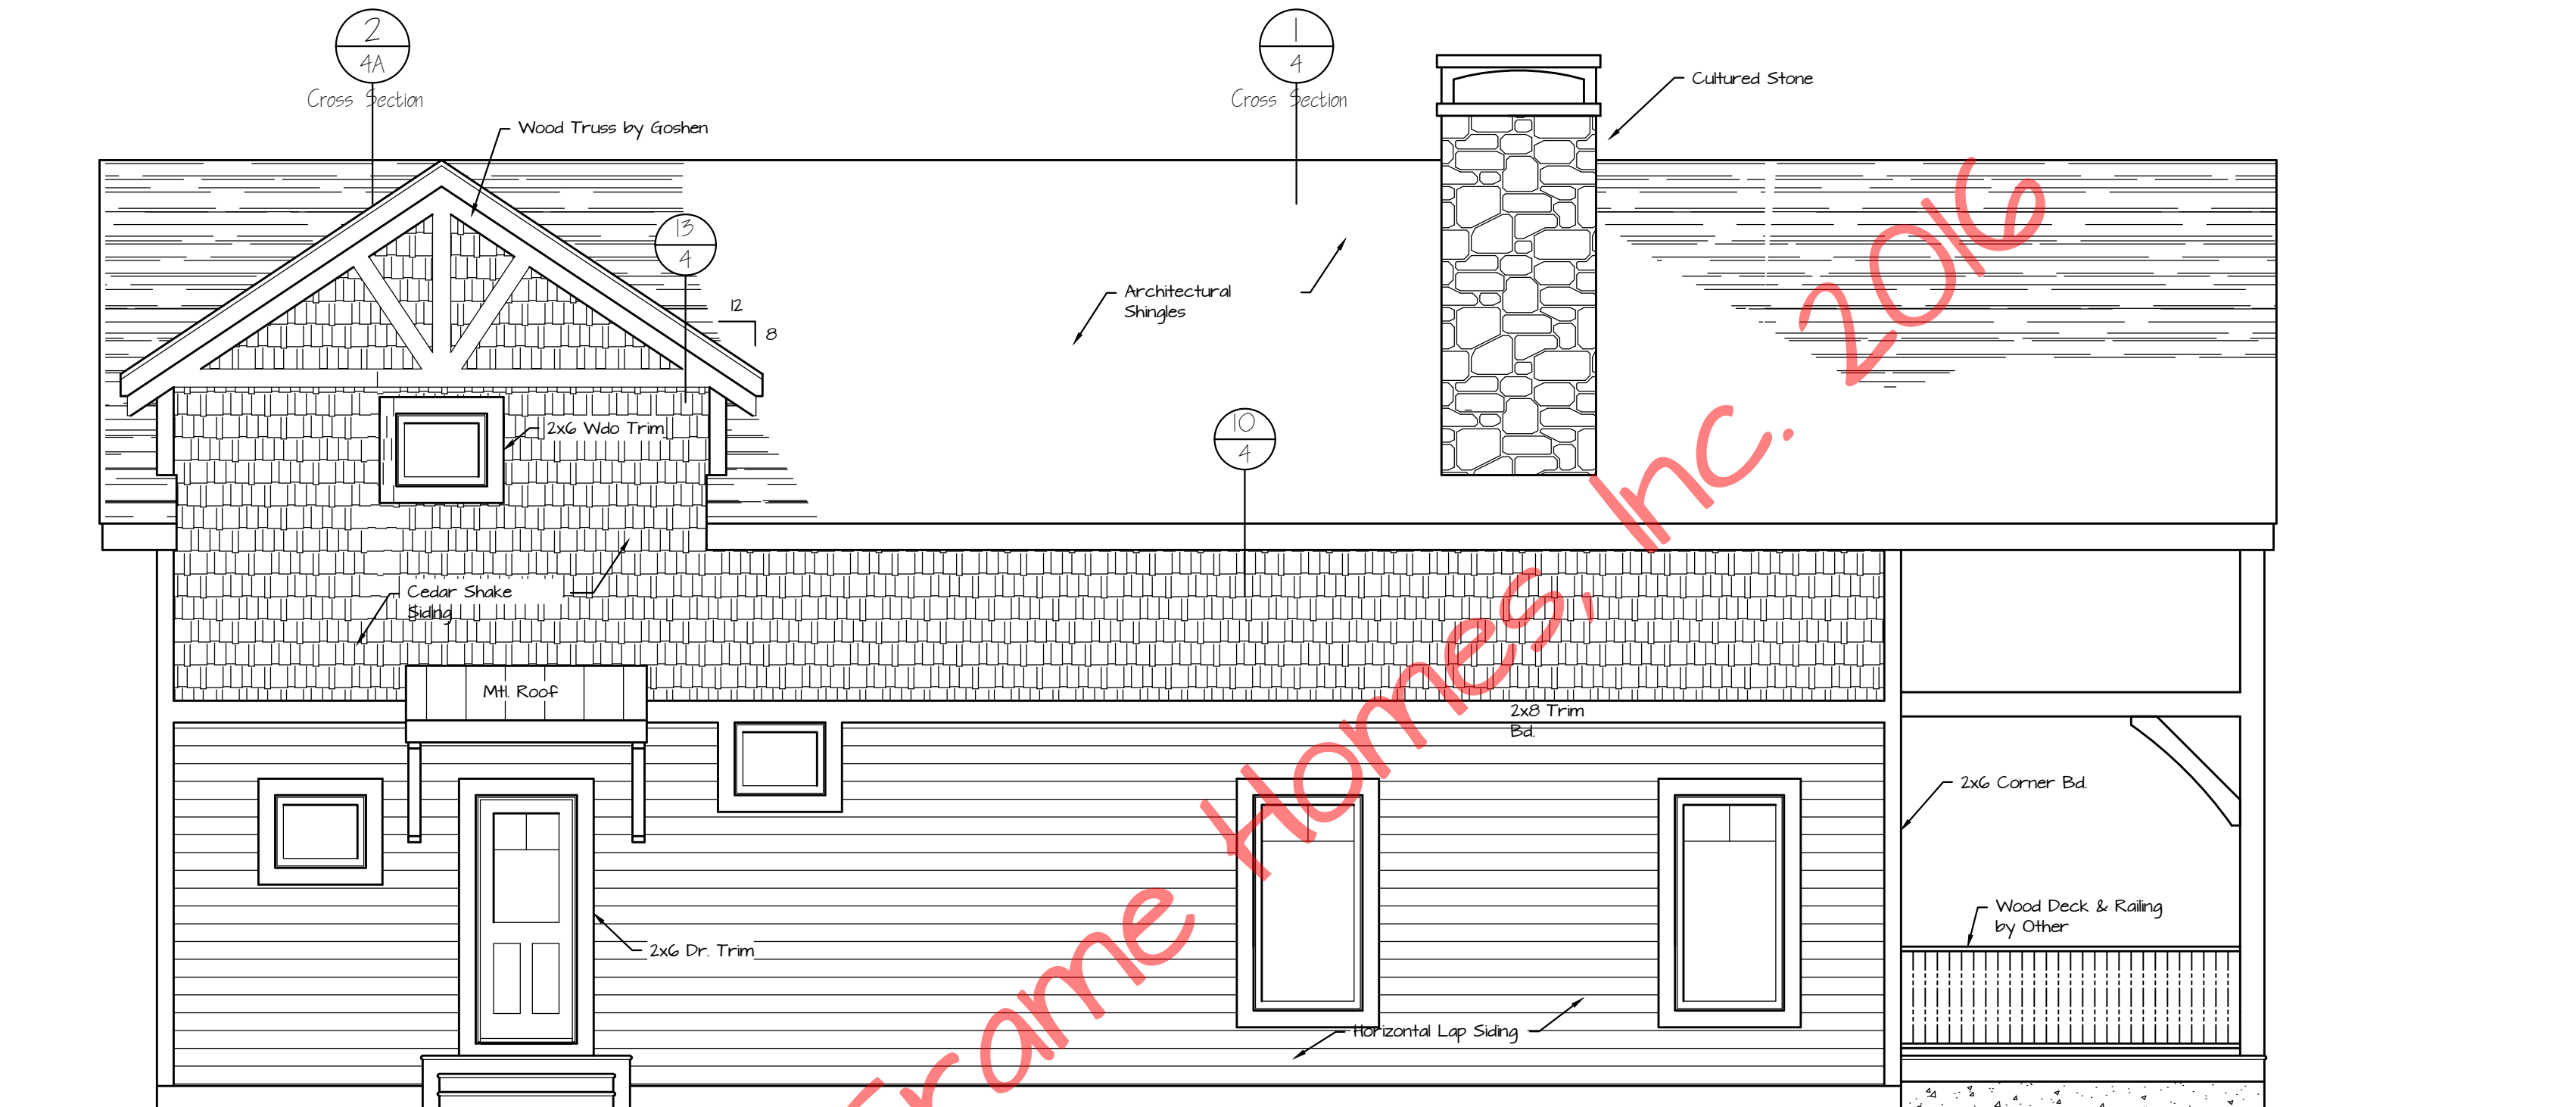 2
4A
Cross Section
1
4
Cross Section
Cultured Stone
Wood Truss by Goshen
13
4
12
8
Architectural
Shingles
10
4
2x6 Wdo Trim
Cedar Shake
Siding
Mtl. Roof
2x8 Trim
Bd.
2x6 Corner Bd.
Wood Deck & Railing
by Other
2x6 Dr. Trim
Horizontal Lap Siding
Frame Homes, Inc. 2016